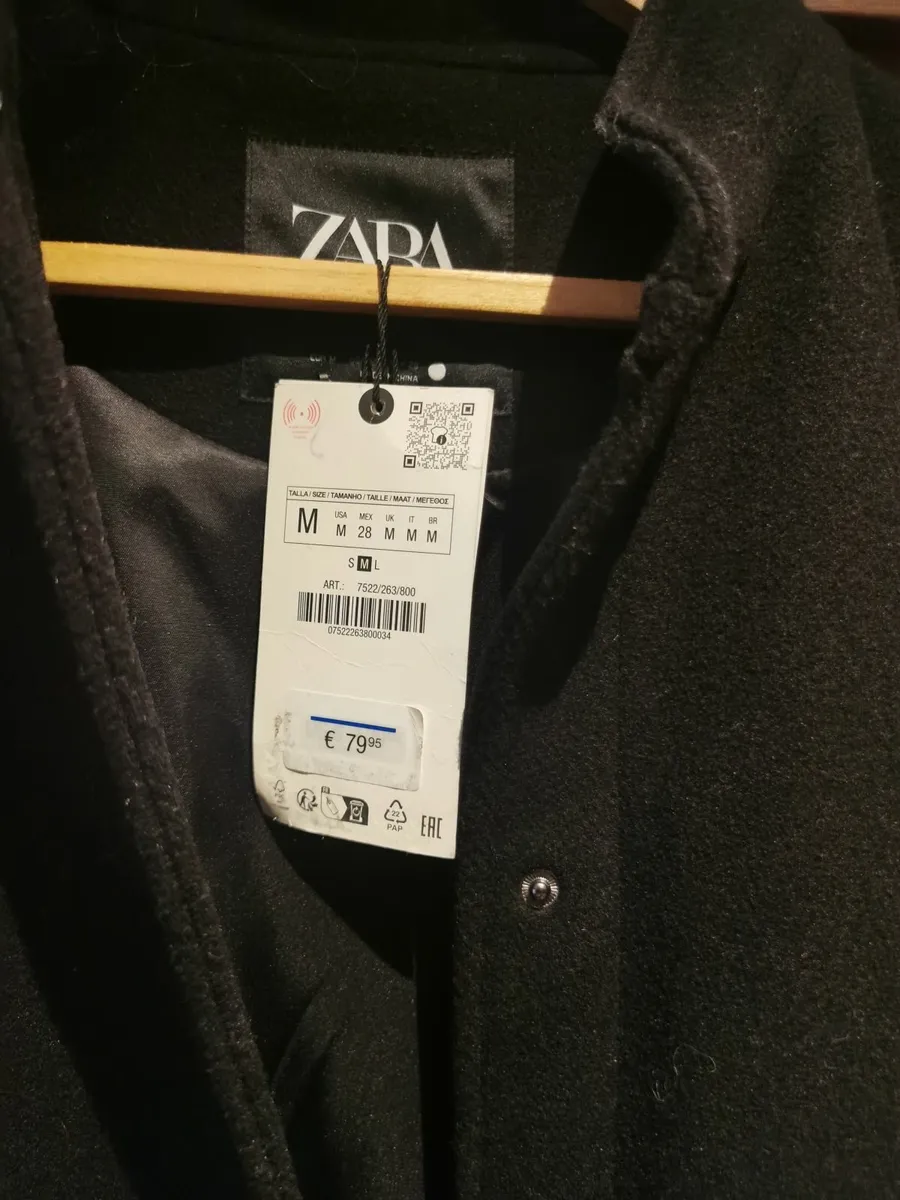 ZARA
CHINA
TALLA / SIZE / TAMANHO / TAILLE / MAAT / ΜΕΓΕΘΟΣ
M
USA MEX UK IT BR
M 28 M M M
S M L
ART.: 7522/263/800
07522263800034
€ 79 95
22
PAP
EAC